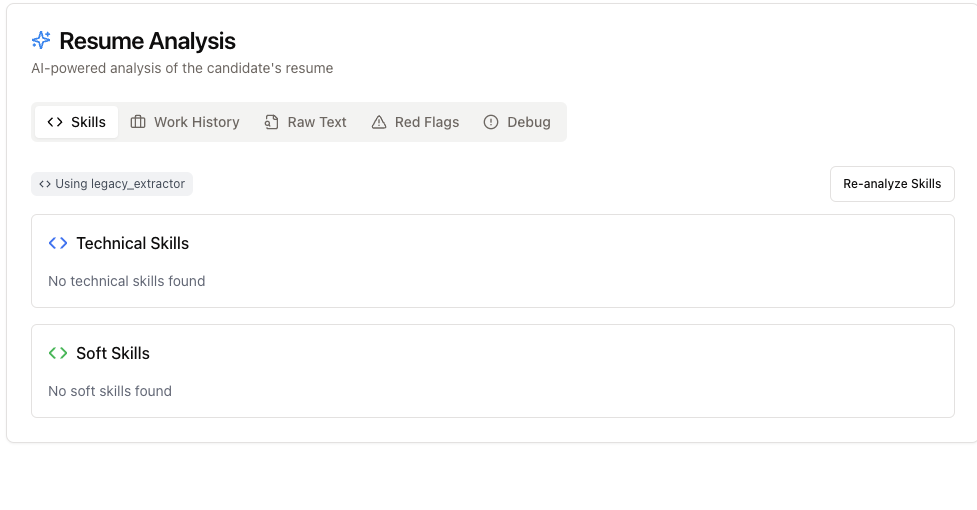 Resume Analysis
AI-powered analysis of the candidate's resume
Skills Work History Raw Text Red Flags Debug
Using legacy_extractor Re-analyze Skills
Technical Skills
No technical skills found
Soft Skills
No soft skills found